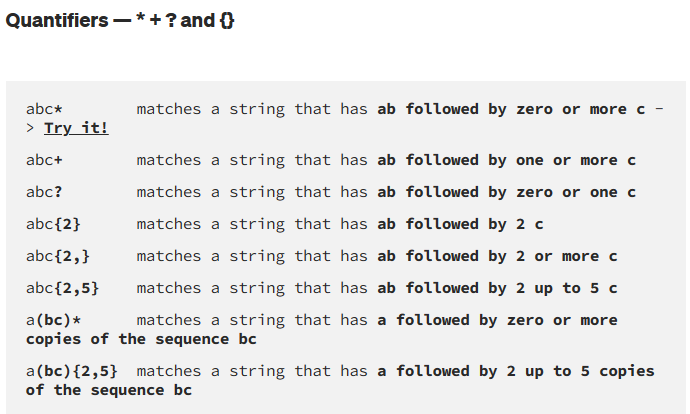 Quantifiers — * + ? and {}
abc* matches a string that has ab followed by zero or more c -
> Try it!
abc+ matches a string that has ab followed by one or more c
abc? matches a string that has ab followed by zero or one c
abc{2} matches a string that has ab followed by 2 c
abc{2,} matches a string that has ab followed by 2 or more c
abc{2,5} matches a string that has ab followed by 2 up to 5 c
a(bc)* matches a string that has a followed by zero or more
copies of the sequence bc
a(bc){2,5} matches a string that has a followed by 2 up to 5 copies
of the sequence bc